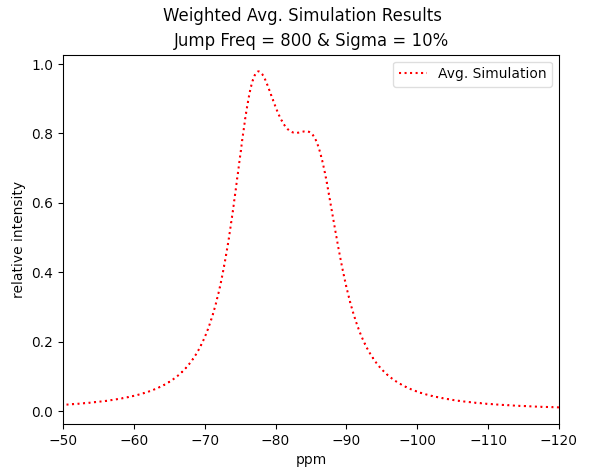 Weighted Avg. Simulation Results
Jump Freq = 800 & Sigma = 10%
Avg. Simulation
1.0
0.8
0.6
0.4
0.2
0.0
relative intensity
−50 −60 −70 −80 −90 −100 −110 −120
ppm